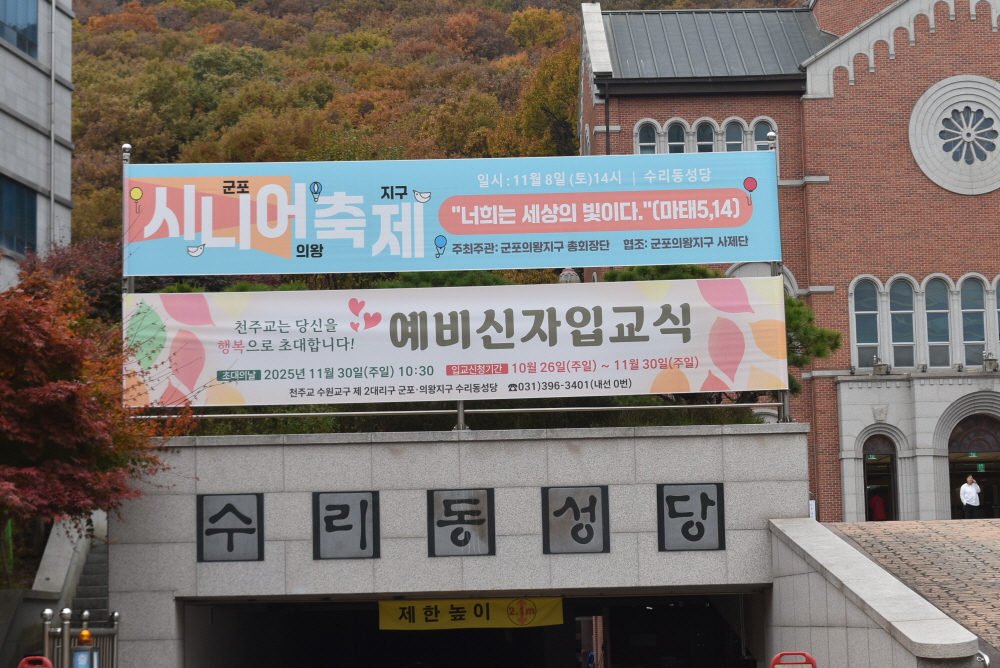 군포 지구
시니어축제
의왕
일시 : 11월 8일 (토)14시 | 수리동성당
"너희는 세상의 빛이다."(마태5,14)
주최주관: 군포의왕지구 총회장단 협조: 군포의왕지구 사제단
천주교는 당신을
행복으로 초대합니다!
예비신자입교식
초대의날 2025년 11월 30일(주일) 10:30 입교신청기간 10월 26일(주일) ~ 11월 30일(주일)
천주교 수원교구 제 2대리구 군포·의왕지구 수리동성당 ☎031)396-3401(내선 0번)
수리동성당
제한높이 2.1m